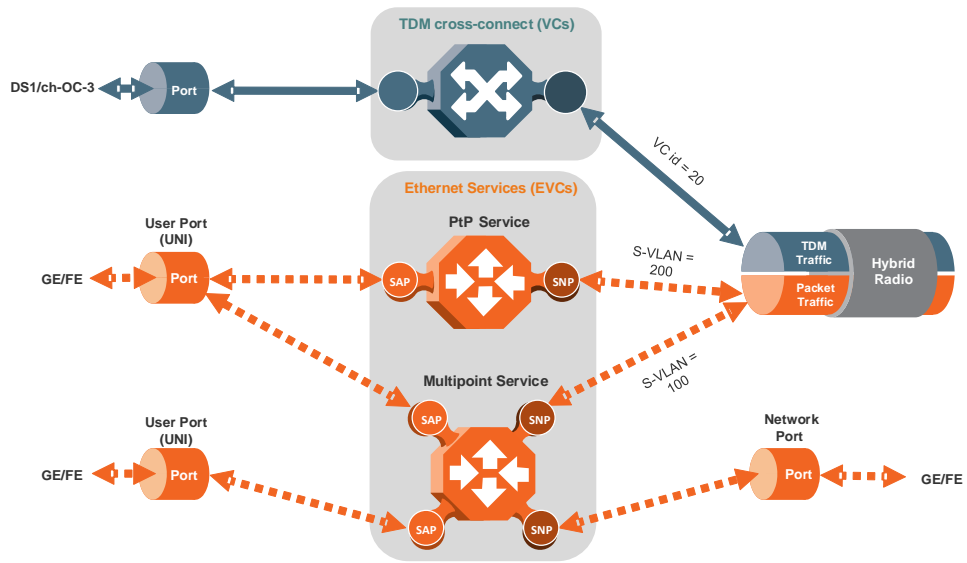 TDM cross-connect (VCs)
DS1/ch-OC-3
Port
VC id = 20
Ethernet Services (EVCs)
User Port
(UNI)
PtP Service
GE/FE
Port
SAP
SNP
S-VLAN =
200
TDM
Traffic
Packet
Traffic
Hybrid
Radio
S-VLAN =
100
Multipoint Service
User Port
(UNI)
SAP
SNP
Network
Port
GE/FE
Port
SAP
SNP
Port
GE/FE